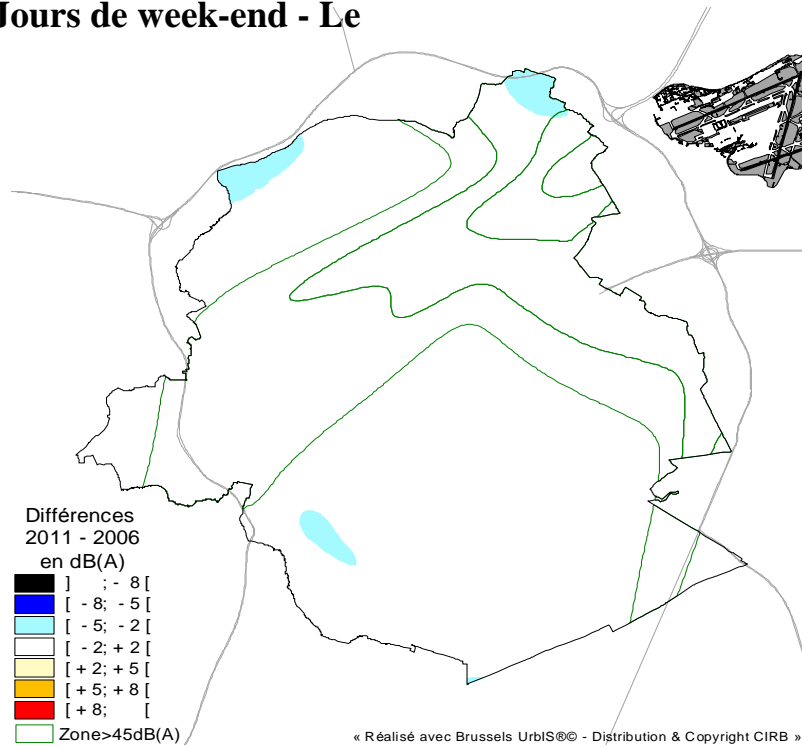 Jours de week-end - Le
Différences
2011 - 2006
en dB(A)
]     ; - 8 [
[ - 8; - 5 [
[ - 5; - 2 [
[ - 2; + 2 [
[ + 2; + 5 [
[ + 5; + 8 [
[ + 8;     [
Zone>45dB(A)
« Réalisé avec Brussels UrbIS®© - Distribution & Copyright CIRB »